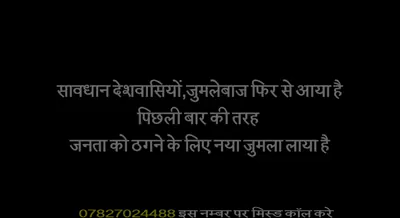 सावधान देशवासियों,जुमलेबाज फिर से आया है
पिछली बार की तरह
जनता को ठगने के लिए नया जुमला लाया है
07827024488 इस नम्बर पर मिस्ड कॉल करे